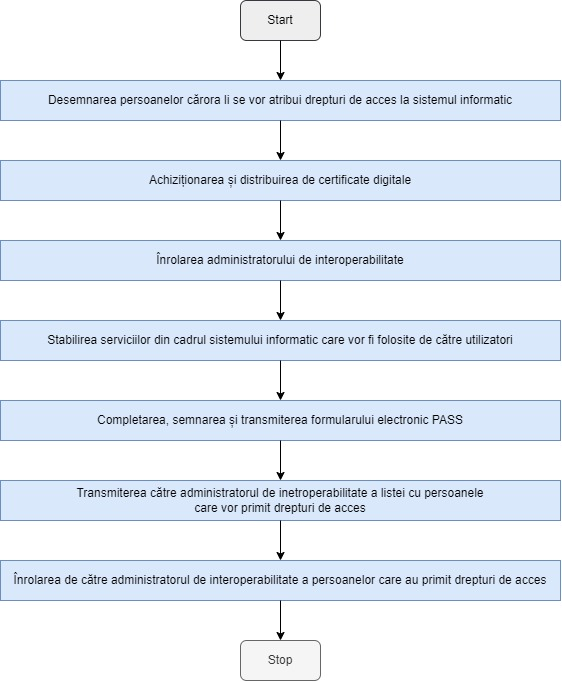 Start
Desemnarea persoanelor cărora li se vor atribui drepturi de acces la sistemul informatic
Achiziționarea și distribuirea de certificate digitale
Înrolarea administratorului de interoperabilitate
Stabilirea serviciilor din cadrul sistemului informatic care vor fi folosite de către utilizatori
Completarea, semnarea și transmiterea formularului electronic PASS
Transmiterea către administratorul de inetroperabilitate a listei cu persoanele
care vor primit drepturi de acces
Înrolarea de către administratorul de interoperabilitate a persoanelor care au primit drepturi de acces
Stop